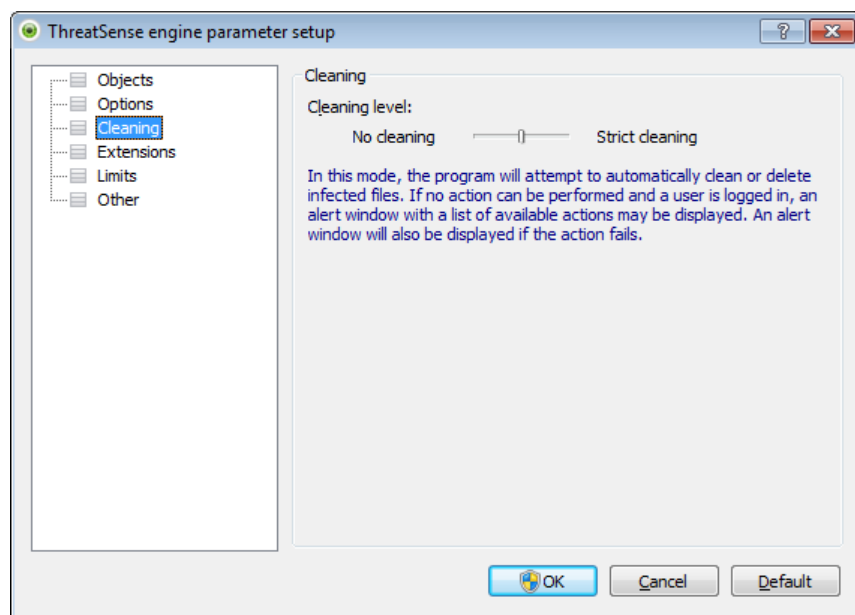 ThreatSense engine parameter setup
Objects
Options
Cleaning
Extensions
Limits
Other
Cleaning
Cleaning level:
No cleaning Strict cleaning
In this mode, the program will attempt to automatically clean or delete
infected files. If no action can be performed and a user is logged in, an
alert window with a list of available actions may be displayed. An alert
window will also be displayed if the action fails.
OK Cancel Default